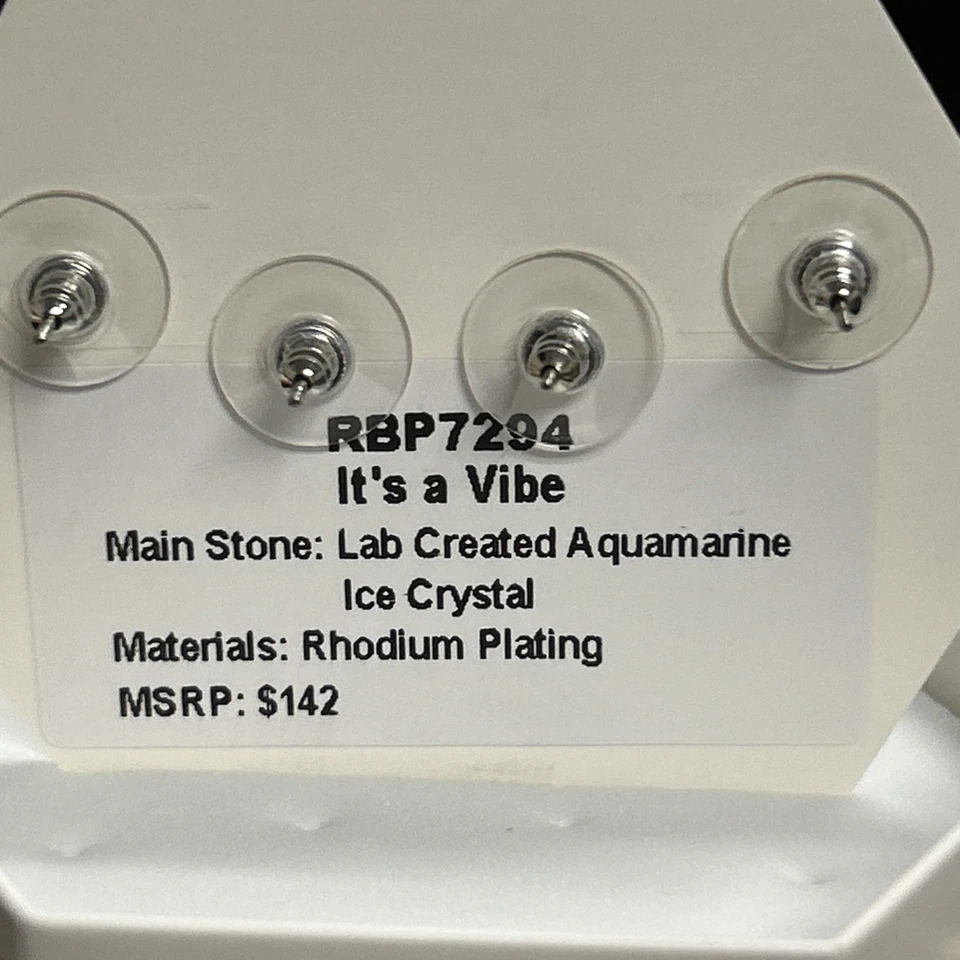 RBP7294
It's a Vibe
Main Stone: Lab Created Aquamarine
Ice Crystal
Materials: Rhodium Plating
MSRP: $142